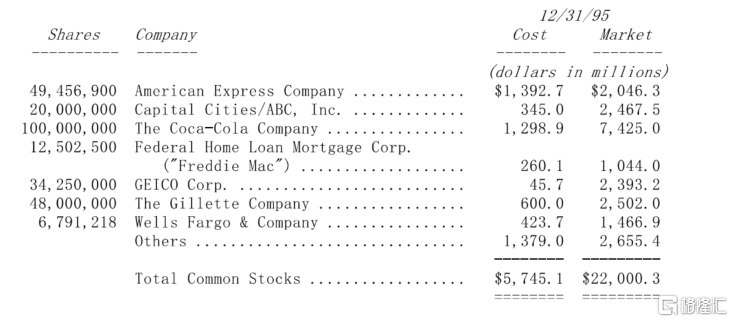 12/31/95
Shares Company Cost Market
(dollars in millions)
49,456,900 American Express Company ............. $1,392.7 $2,046.3
20,000,000 Capital Cities/ABC, Inc. ............. 345.0 2,467.5
100,000,000 The Coca-Cola Company ............... 1,298.9 7,425.0
12,502,500 Federal Home Loan Mortgage Corp.
("Freddie Mac") .................. 260.1 1,044.0
34,250,000 GEICO Corp. ......................... 45.7 2,393.2
48,000,000 The Gillette Company ................ 600.0 2,502.0
6,791,218 Wells Fargo & Company ............... 423.7 1,466.9
Others .............................. 1,379.0 2,655.4
Total Common Stocks .................. $5,745.1 $22,000.3
格隆汇